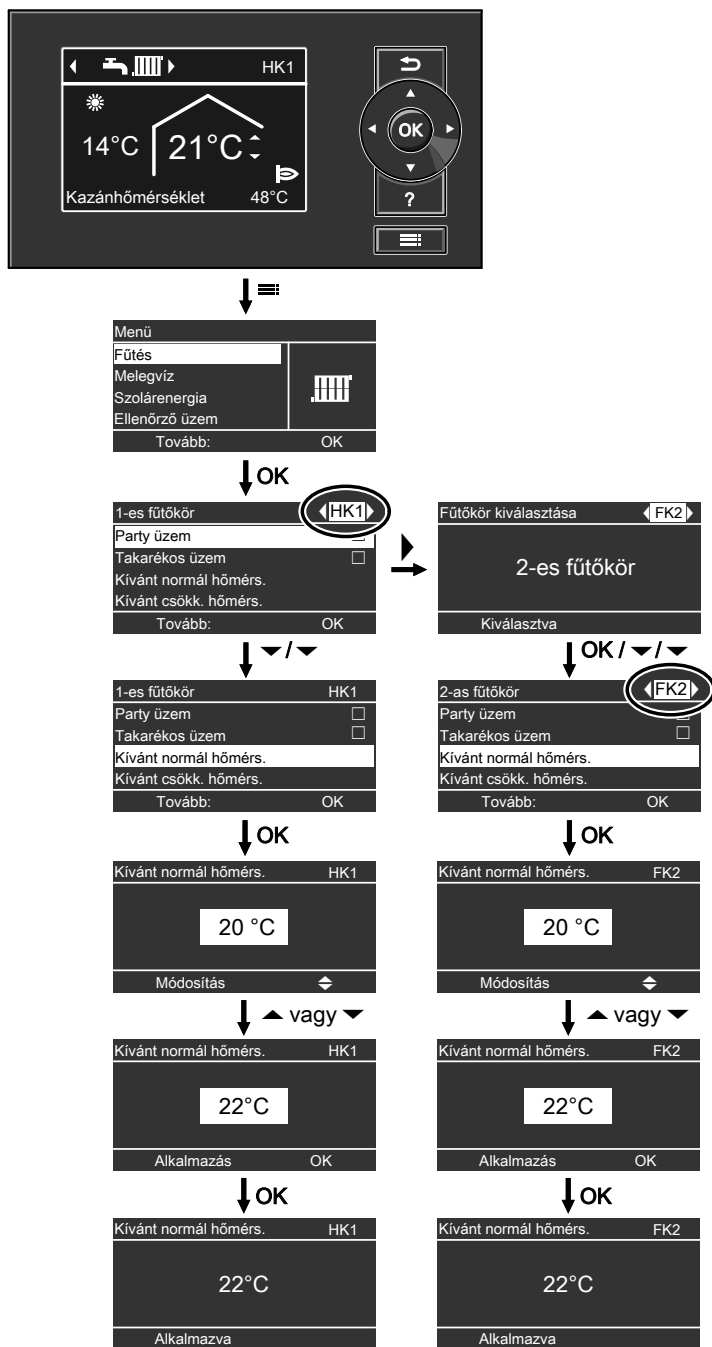 HK1
14°C 21°C
Kazánhőmérséklet 48°C
OK
?
Menü
Fűtés
Melegvíz
Szolárenergia
Ellenőrző üzem
Tovább: OK
OK
1-es fűtőkör HK1
Party üzem
Takarékos üzem
Kívánt normál hőmérs.
Kívánt csökk. hőmérs.
Tovább: OK
Fűtőkör kiválasztása FK2
2-es fűtőkör
Kiválasztva
/
OK / /
1-es fűtőkör HK1
Party üzem
Takarékos üzem
Kívánt normál hőmérs.
Kívánt csökk. hőmérs.
Tovább: OK
2-as fűtőkör FK2
Party üzem
Takarékos üzem
Kívánt normál hőmérs.
Kívánt csökk. hőmérs.
Tovább: OK
OK
OK
Kívánt normál hőmérs. HK1
20 °C
Módosítás
Kívánt normál hőmérs. FK2
20 °C
Módosítás
vagy
vagy
Kívánt normál hőmérs. HK1
22°C
Alkalmazás OK
Kívánt normál hőmérs. FK2
22°C
Alkalmazás OK
OK
OK
Kívánt normál hőmérs. HK1
22°C
Alkalmazva
Kívánt normál hőmérs. FK2
22°C
Alkalmazva